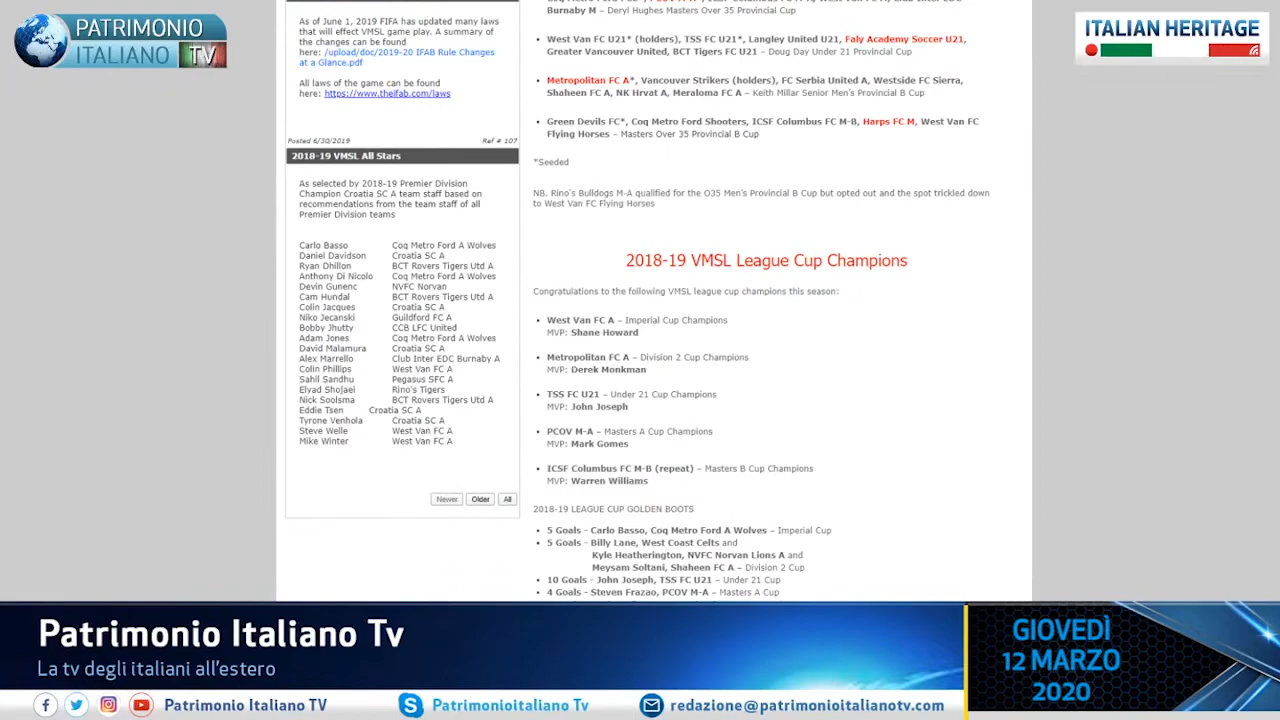 PATRIMONIO
ITALIANO TV
ITALIAN HERITAGE
As of June 1, 2019 FIFA has updated many laws
that will effect VMSL game play. A summary of
the changes can be found
here: /upload/doc/2019-20 IFAB Rule Changes
at a Glance.pdf
All laws of the game can be found
here: https://www.theifab.com/laws
Posted 6/30/2019 Ref # 107
2018-19 VMSL All Stars
As selected by 2018-19 Premier Division
Champion Croatia SC A team staff based on
recommendations from the team staff of all
Premier Division teams
Carlo Basso Coq Metro Ford A Wolves
Daniel Davidson Croatia SC A
Ryan Dhillon BCT Rovers Tigers Utd A
Anthony Di Nicolo Coq Metro Ford A Wolves
Devin Gunenc NVFC Norvan
Cam Hundal BCT Rovers Tigers Utd A
Colin Jacques Croatia SC A
Niko Jecanski Guildford FC A
Bobby Jhutty CCB LFC United
Adam Jones Coq Metro Ford A Wolves
David Malamura Croatia SC A
Alex Marrello Club Inter EDC Burnaby A
Colin Phillips West Van FC A
Sahil Sandhu Pegasus SFC A
Elyad Shojaei Rino's Tigers
Nick Soolsma BCT Rovers Tigers Utd A
Eddie Tsen Croatia SC A
Tyrone Venhola Croatia SC A
Steve Welle West Van FC A
Mike Winter West Van FC A
Newer Older All
Burnaby M – Deryl Hughes Masters Over 35 Provincial Cup
West Van FC U21* (holders), TSS FC U21*, Langley United U21, Faly Academy Soccer U21,
Greater Vancouver United, BCT Tigers FC U21 – Doug Day Under 21 Provincial Cup
Metropolitan FC A*, Vancouver Strikers (holders), FC Serbia United A, Westside FC Sierra,
Shaheen FC A, NK Hrvat A, Meraloma FC A – Keith Millar Senior Men's Provincial B Cup
Green Devils FC*, Coq Metro Ford Shooters, ICSF Columbus FC M-B, Harps FC M, West Van FC
Flying Horses – Masters Over 35 Provincial B Cup
*Seeded
NB. Rino's Bulldogs M-A qualified for the O35 Men's Provincial B Cup but opted out and the spot trickled down
to West Van FC Flying Horses
2018-19 VMSL League Cup Champions
Congratulations to the following VMSL league cup champions this season:
West Van FC A – Imperial Cup Champions
MVP: Shane Howard
Metropolitan FC A – Division 2 Cup Champions
MVP: Derek Monkman
TSS FC U21 – Under 21 Cup Champions
MVP: John Joseph
PCOV M-A – Masters A Cup Champions
MVP: Mark Gomes
ICSF Columbus FC M-B (repeat) – Masters B Cup Champions
MVP: Warren Williams
2018-19 LEAGUE CUP GOLDEN BOOTS
5 Goals - Carlo Basso, Coq Metro Ford A Wolves – Imperial Cup
5 Goals - Billy Lane, West Coast Celts and
Kyle Heatherington, NVFC Norvan Lions A and
Meysam Soltani, Shaheen FC A – Division 2 Cup
10 Goals - John Joseph, TSS FC U21 – Under 21 Cup
4 Goals - Steven Frazao, PCOV M-A – Masters A Cup
Patrimonio Italiano Tv
La tv degli italiani all'estero
GIOVEDÌ
12 MARZO
2020
Patrimonio Italiano TV
Patrimonioitaliano Tv
redazione@patrimonioitalianotv.com